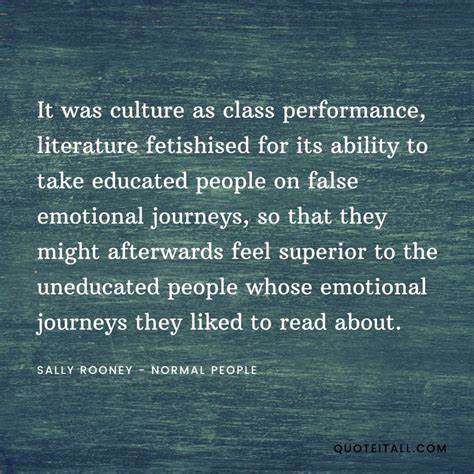 It was culture as class performance,
literature fetishised for its ability to
take educated people on false
emotional journeys, so that they
might afterwards feel superior to the
uneducated people whose emotional
journeys they liked to read about.
SALLY ROONEY – NORMAL PEOPLE
QUOTEITALL.COM